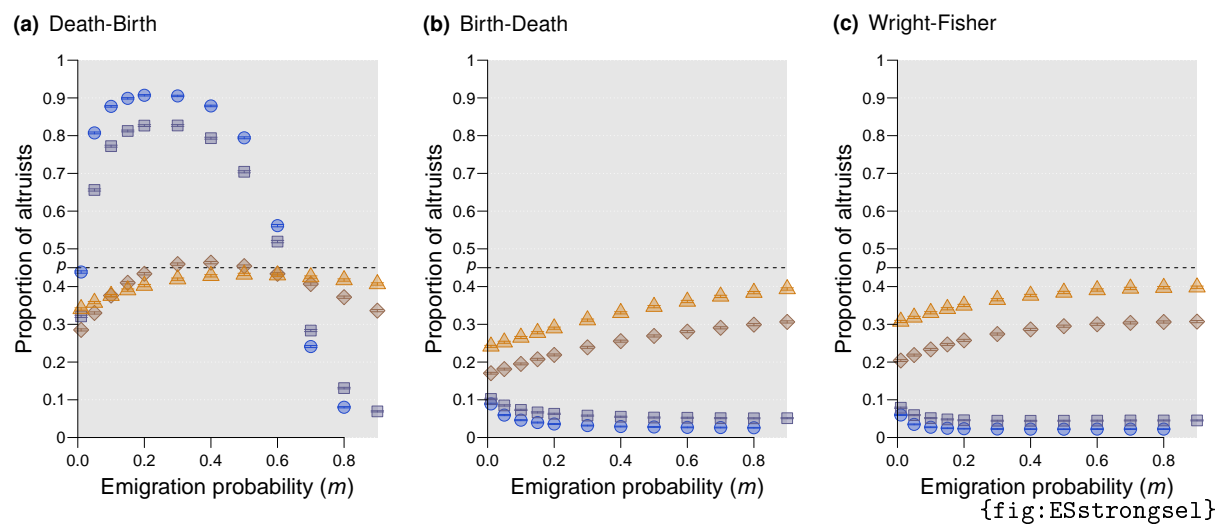 (a) Death-Birth
1
0.9
0.8
0.7
0.6
0.5
p
0.4
0.3
0.2
0.1
0
Proportion of altruists
0.0 0.2 0.4 0.6 0.8
Emigration probability (m)
(b) Birth-Death
1
0.9
0.8
0.7
0.6
0.5
p
0.4
0.3
0.2
0.1
0
Proportion of altruists
0.0 0.2 0.4 0.6 0.8
Emigration probability (m)
(c) Wright-Fisher
1
0.9
0.8
0.7
0.6
0.5
p
0.4
0.3
0.2
0.1
0
Proportion of altruists
0.0 0.2 0.4 0.6 0.8
Emigration probability (m)
{fig:ESstrongsel}